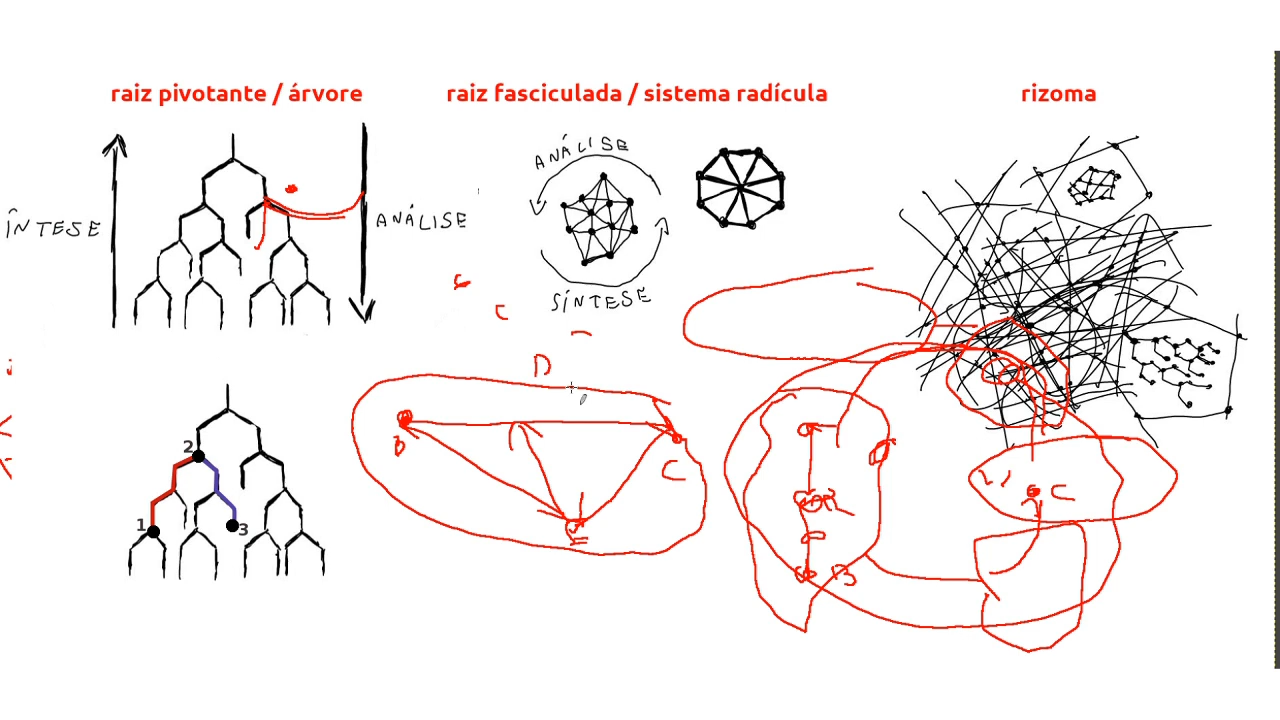 raiz pivotante / árvore
raiz fasciculada / sistema radícula
rizoma
ÍNTESE
ANÁLISE
ANÁLISE
SÍNTESE
D
C
C
B
2
1
3